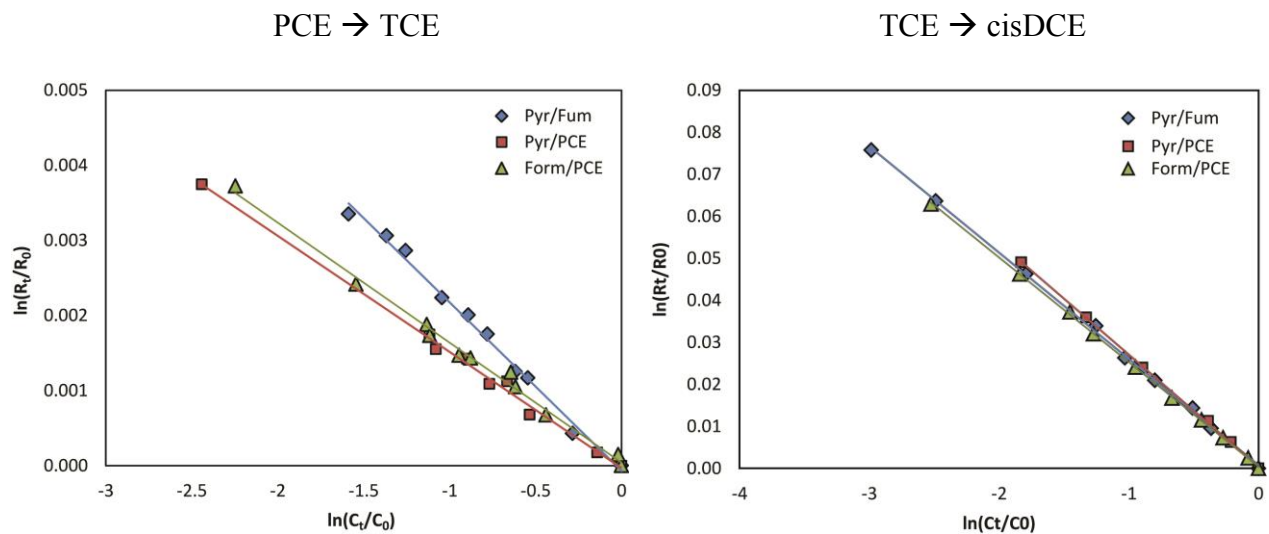 PCE → TCE
TCE → cisDCE
0.005
0.004
0.003
0.002
0.001
0.000
ln(Rₜ/R₀)
Pyr/Fum
Pyr/PCE
Form/PCE
-3
-2.5
-2
-1.5
-1
-0.5
0
ln(Cₜ/C₀)
0.09
0.08
0.07
0.06
0.05
0.04
0.03
0.02
0.01
0.00
ln(Rt/R0)
Pyr/Fum
Pyr/PCE
Form/PCE
-4
-3
-2
-1
0
ln(Ct/C0)